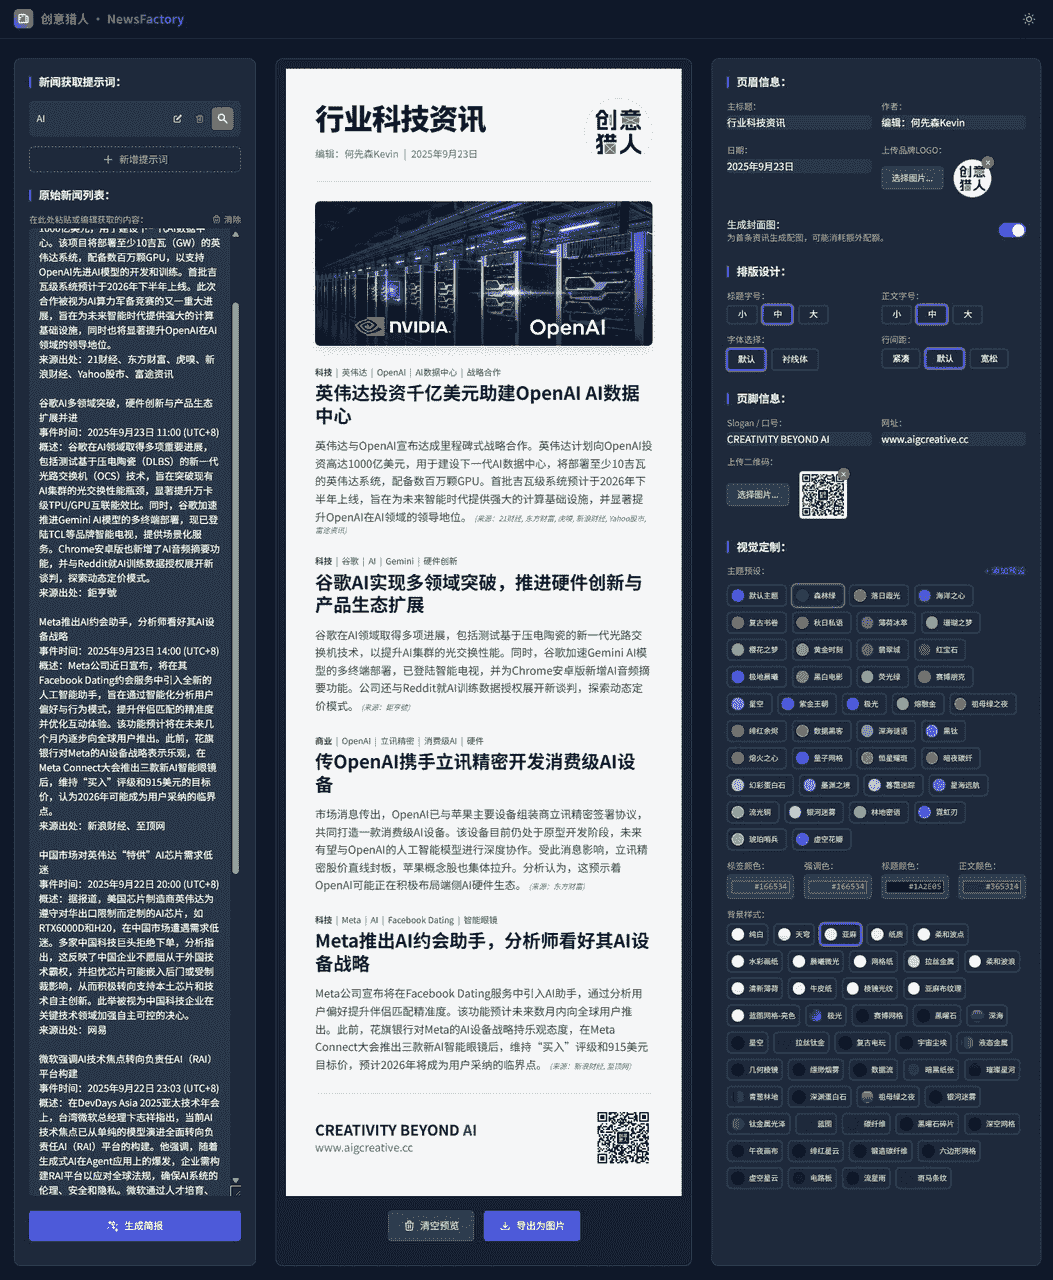 创意猎人 • NewsFactory
新闻获取提示词：
AI
新增提示词
原始新闻列表：
在此处粘贴或编辑获取的内容：
清除
1000亿美元，用于建设下一代AI数据中
心。该项目将部署至少10吉瓦（GW）的英
伟达系统，配备数百万颗GPU，以支持
OpenAI先进AI模型的开发和训练。首批吉
瓦级系统预计于2026年下半年上线。此次
合作被视为AI算力军备竞赛的又一重大进
展，旨在为未来智能时代提供强大的计算
基础设施，同时也将显著提升OpenAI在AI
领域的领导地位。
来源出处：21财经、东方财富、虎嗅、新
浪财经、Yahoo股市、富途资讯
谷歌AI多领域突破，硬件创新与产品生态
扩展并进
事件时间：2025年9月23日 11:00 (UTC+8)
概述：谷歌在AI领域取得多项重要进展，
包括测试基于压电陶瓷（DLBS）的新一代
光路交换机（OCS）技术，旨在突破现有
AI集群的光交换性能瓶颈，显著提升万卡
级TPU/GPU互联能效比。同时，谷歌加速
推进Gemini AI模型的多终端部署，现已登
陆TCL等品牌智能电视，提供场景化服
务。Chrome安卓版也新增了AI音频摘要功
能，并与Reddit就AI训练数据授权展开新
谈判，探索动态定价模式。
来源出处：鉅亨號
Meta推出AI约会助手，分析师看好其AI设
备战略
事件时间：2025年9月23日 14:00 (UTC+8)
概述：Meta公司近日宣布，将在其
Facebook Dating约会服务中引入全新的
人工智能助手，旨在通过智能化分析用户
偏好与行为模式，提升伴侣匹配的精准度
并优化互动体验。该功能预计将在未来几
个月内逐步向全球用户推出。此前，花旗
银行对Meta的AI设备战略表示乐观，在
Meta Connect大会推出三款新AI智能眼镜
后，维持“买入”评级和915美元的目标
价，认为2026年可能成为用户采纳的临界
点。
来源出处：新浪财经、至顶网
中国市场对英伟达“特供”AI芯片需求低
迷
事件时间：2025年9月22日 20:00 (UTC+8)
概述：据报道，美国芯片制造商英伟达为
遵守对华出口限制而定制的AI芯片，如
RTX6000D和H20，在中国市场遭遇需求低
迷。多家中国科技巨头拒绝下单，分析指
出，这反映了中国企业不愿屈从于外国技
术霸权，并担忧芯片可能嵌入后门或受制
裁影响，从而积极转向支持本土芯片和技
术自主创新。此举被视为中国科技企业在
关键技术领域加强自主可控的决心。
来源出处：网易
微软强调AI技术焦点转向负责任AI（RAI）
平台构建
事件时间：2025年9月22日 23:03 (UTC+8)
概述：在DevDays Asia 2025亚太技术年会
上，台湾微软总经理卞志祥指出，当前AI
技术焦点已从单纯的模型演进全面转向负
责任AI（RAI）平台的构建。他强调，随着
生成式AI在Agent应用上的爆发，企业需构
建RAI平台以应对全球法规，确保AI系统的
伦理、安全和隐私。微软通过人才培育、
生成简报
行业科技资讯
编辑：何先森Kevin | 2025年9月23日
创意
猎人
NVIDIA.
OpenAI
科技 | 英伟达 | OpenAI | AI数据中心 | 战略合作
英伟达投资千亿美元助建OpenAI AI数据
中心
英伟达与OpenAI宣布达成里程碑式战略合作。英伟达计划向OpenAI投
资高达1000亿美元，用于建设下一代AI数据中心，将部署至少10吉瓦
的英伟达系统，配备数百万颗GPU。首批吉瓦级系统预计于2026年下
半年上线，旨在为未来智能时代提供强大的计算基础设施，并显著提
升OpenAI在AI领域的领导地位。 (来源：21财经, 东方财富, 虎嗅, 新浪财经, Yahoo股市,
富途资讯)
科技 | 谷歌 | AI | Gemini | 硬件创新
谷歌AI实现多领域突破，推进硬件创新与
产品生态扩展
谷歌在AI领域取得多项进展，包括测试基于压电陶瓷的新一代光路交
换机技术，以提升AI集群的光交换性能。同时，谷歌加速Gemini AI模
型的多终端部署，已登陆智能电视，并为Chrome安卓版新增AI音频摘
要功能。公司还与Reddit就AI训练数据授权展开新谈判，探索动态定
价模式。 (来源：鉅亨號)
商业 | OpenAI | 立讯精密 | 消费级AI | 硬件
传OpenAI携手立讯精密开发消费级AI设
备
市场消息传出，OpenAI已与苹果主要设备组装商立讯精密签署协议，
共同打造一款消费级AI设备。该设备目前仍处于原型开发阶段，未来
有望与OpenAI的人工智能模型进行深度协作。受此消息影响，立讯精
密股价直线封板，苹果概念股也集体拉升。分析认为，这预示着
OpenAI可能正在积极布局端侧AI硬件生态。 (来源：东方财富)
科技 | Meta | AI | Facebook Dating | 智能眼镜
Meta推出AI约会助手，分析师看好其AI设
备战略
Meta公司宣布将在Facebook Dating服务中引入AI助手，通过分析用
户偏好提升伴侣匹配精准度。该功能预计未来数月内向全球用户推
出。此前，花旗银行对Meta的AI设备战略持乐观态度，在Meta
Connect大会推出三款新AI智能眼镜后，维持“买入”评级和915美元
目标价，预计2026年将成为用户采纳的临界点。 (来源：新浪财经, 至顶网)
CREATIVITY BEYOND AI
www.aigcreative.cc
清空预览
导出为图片
页眉信息：
主标题： 作者：
行业科技资讯 编辑：何先森Kevin
日期： 上传品牌LOGO：
2025年9月23日 选择图片... 创意
猎人
生成封面图：
为首条资讯生成配图，可能消耗额外配额。
排版设计：
标题字号： 正文字号：
小 中 大 小 中 大
字体选择： 行间距：
默认 衬线体 紧凑 默认 宽松
页脚信息：
Slogan / 口号： 网址：
CREATIVITY BEYOND AI www.aigcreative.cc
上传二维码：
选择图片...
视觉定制：
主题预设： + 添加预设
默认主题 森林绿 落日霞光 海洋之心
复古书卷 秋日私语 薄荷冰萃 珊瑚之梦
樱花之梦 黄金时刻 翡翠城 红宝石
极地晨曦 黑白电影 荧光绿 赛博朋克
星空 紫金王朝 极光 熔融金 祖母绿之夜
绯红余烬 数据黑客 深海谜语 黑钛
熔火之心 量子网格 恒星耀斑 暗夜碳纤
幻彩蛋白石 星渊之境 暮霭迷踪 星海远航
流光铜 银河迷雾 林地密语 霓虹刃
琥珀哨兵 虚空花瓣
标签颜色： 强调色： 标题颜色： 正文颜色：
#166534 #166534 #1A2E05 #365314
背景样式：
纯白 天穹 亚麻 纸质 柔和波点
水彩画纸 晨曦微光 网格纸 拉丝金属 柔和波浪
清新薄荷 牛皮纸 棱镜光纹 亚麻布纹理
蓝图网格-亮色 极光 赛博网格 黑曜石 深海
星空 拉丝钛金 复古电玩 宇宙尘埃 液态金属
几何棱镜 缭缈烟雾 数据流 暗黑纸张 璀璨星河
青葱林地 深渊蛋白石 祖母绿之夜 银河迷雾
钛金属光泽 蓝图 碳纤维 黑曜石碎片 深空网格
午夜画布 绯红星云 锻造碳纤维 六边形网格
虚空星云 电路板 流星雨 斑马条纹